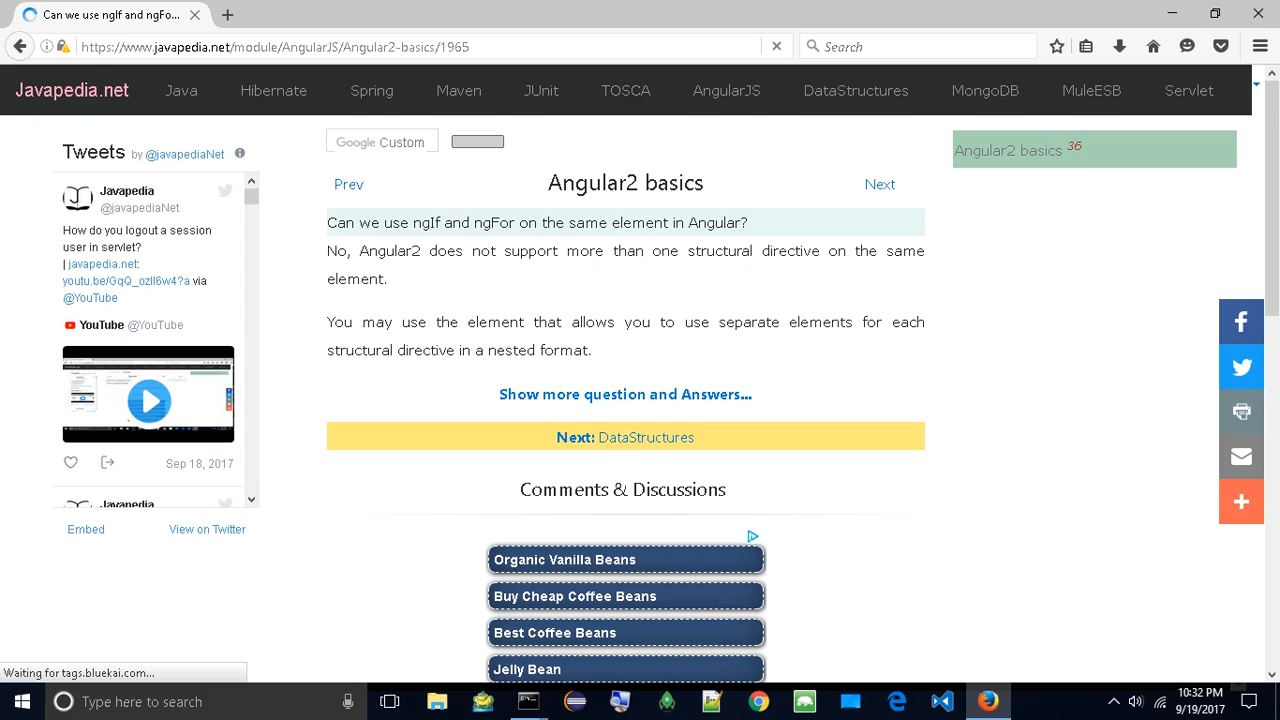 Can we use ngIf and ngFo...
https://www.javapedia.net/module/AngularJS/Angular2-basics/1965
Search
Javapedia.net
Java
Hibernate
Spring
Maven
JUnit
TOSCA
AngularJS
DataStructures
MongoDB
MuleESB
Servlet
Tweets by @javapediaNet
Javapedia
@javapediaNet
How do you logout a session
user in servlet?
| javapedia.net:
youtu.be/GqQ_ozII6w4?a via
@YouTube
YouTube @YouTube
Sep 18, 2017
Javapedia
Embed
View on Twitter
Google Custom
Prev
Angular2 basics
Next
Can we use ngIf and ngFor on the same element in Angular?
No, Angular2 does not support more than one structural directive on the same
element.
You may use the element that allows you to use separate elements for each
structural directive in a nested format.
Show more question and Answers...
Next: DataStructures
Comments & Discussions
Organic Vanilla Beans
Buy Cheap Coffee Beans
Best Coffee Beans
Jelly Bean
Angular2 basics 36
Waiting for tags.bluekai.com...
Type here to search
10:32 PM
9/19/2017